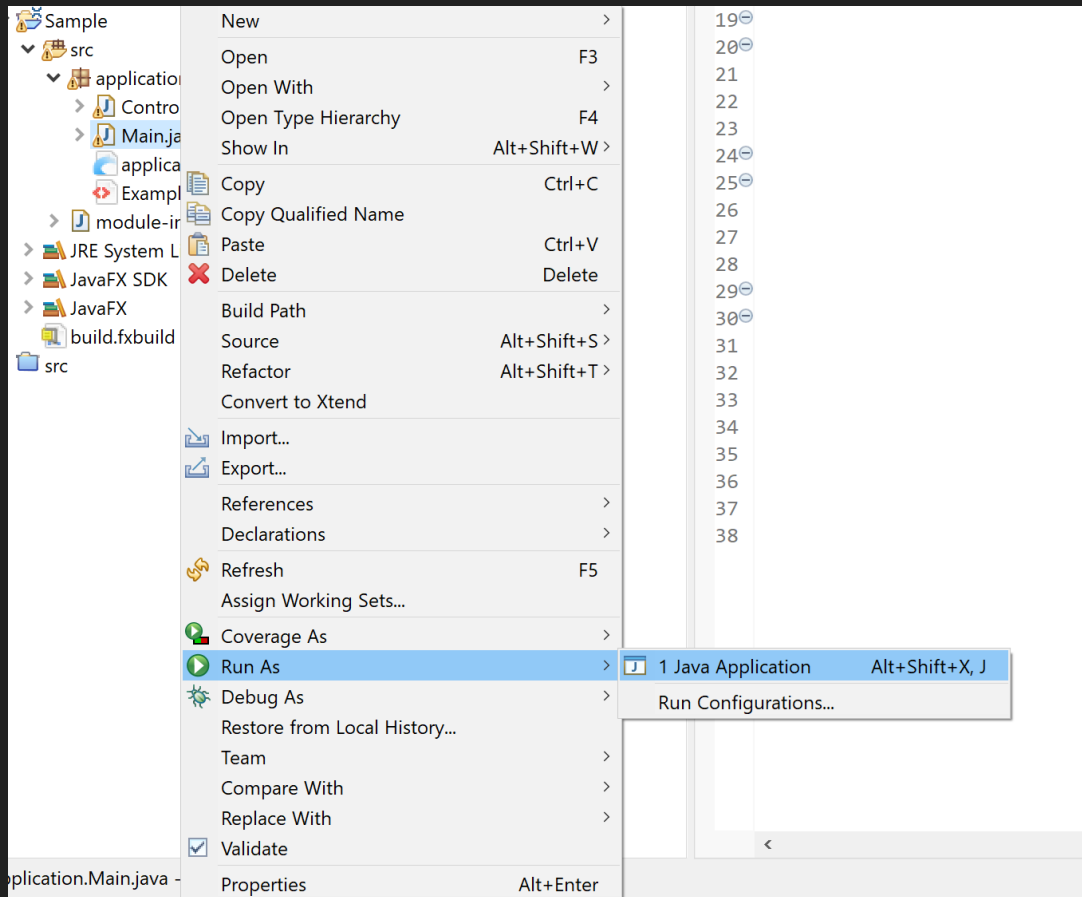 Sample
src
application
Contro
Main.ja
applica
Exampl
module-in
JRE System L
JavaFX SDK
JavaFX
build.fxbuild
src
New
Open F3
Open With
Open Type Hierarchy F4
Show In Alt+Shift+W
Copy Ctrl+C
Copy Qualified Name
Paste Ctrl+V
Delete Delete
Build Path
Source Alt+Shift+S
Refactor Alt+Shift+T
Convert to Xtend
Import...
Export...
References
Declarations
Refresh F5
Assign Working Sets...
Coverage As
Run As
Debug As
Restore from Local History...
Team
Compare With
Replace With
Validate
Properties Alt+Enter
1 Java Application Alt+Shift+X, J
Run Configurations...
19
20
21
22
23
24
25
26
27
28
29
30
31
32
33
34
35
36
37
38
plication.Main.java -